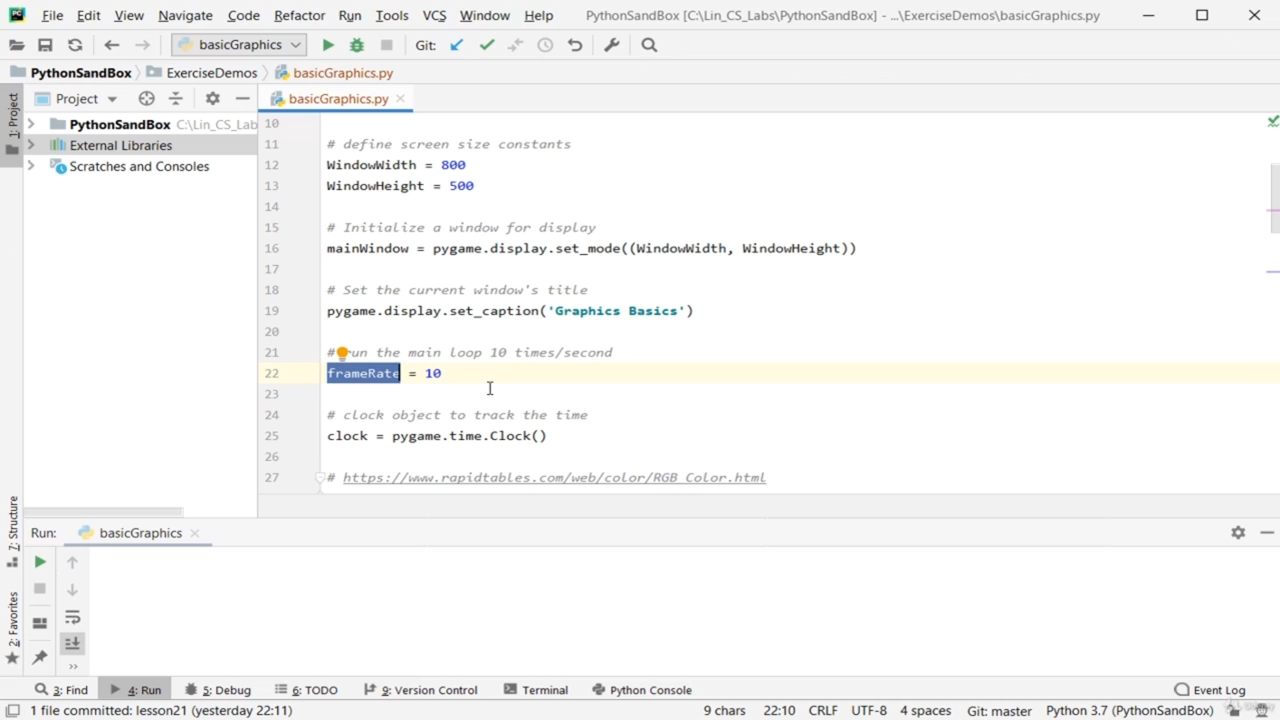 File Edit View Navigate Code Refactor Run Tools VCS Window Help PythonSandBox [C:\Lin_CS_Labs\PythonSandBox] - ...\ExerciseDemos\basicGraphics.py
basicGraphics Git:
PythonSandBox ExerciseDemos basicGraphics.py
1: Project
Project
basicGraphics.py
PythonSandBox C:\Lin_CS_Lab
External Libraries
Scratches and Consoles
10
11 # define screen size constants
12 WindowWidth = 800
13 WindowHeight = 500
14
15 # Initialize a window for display
16 mainWindow = pygame.display.set_mode((WindowWidth, WindowHeight))
17
18 # Set the current window's title
19 pygame.display.set_caption('Graphics Basics')
20
21 # run the main loop 10 times/second
22 frameRate = 10
23
24 # clock object to track the time
25 clock = pygame.time.Clock()
26
27 # https://www.rapidtables.com/web/color/RGB_Color.html
7: Structure
2: Favorites
Run: basicGraphics
>>
3: Find 4: Run 5: Debug 6: TODO 9: Version Control Terminal Python Console Event Log
1 file committed: lesson21 (yesterday 22:11) 9 chars 22:10 CRLF UTF-8 4 spaces Git: master Python 3.7 (PythonSandBox)